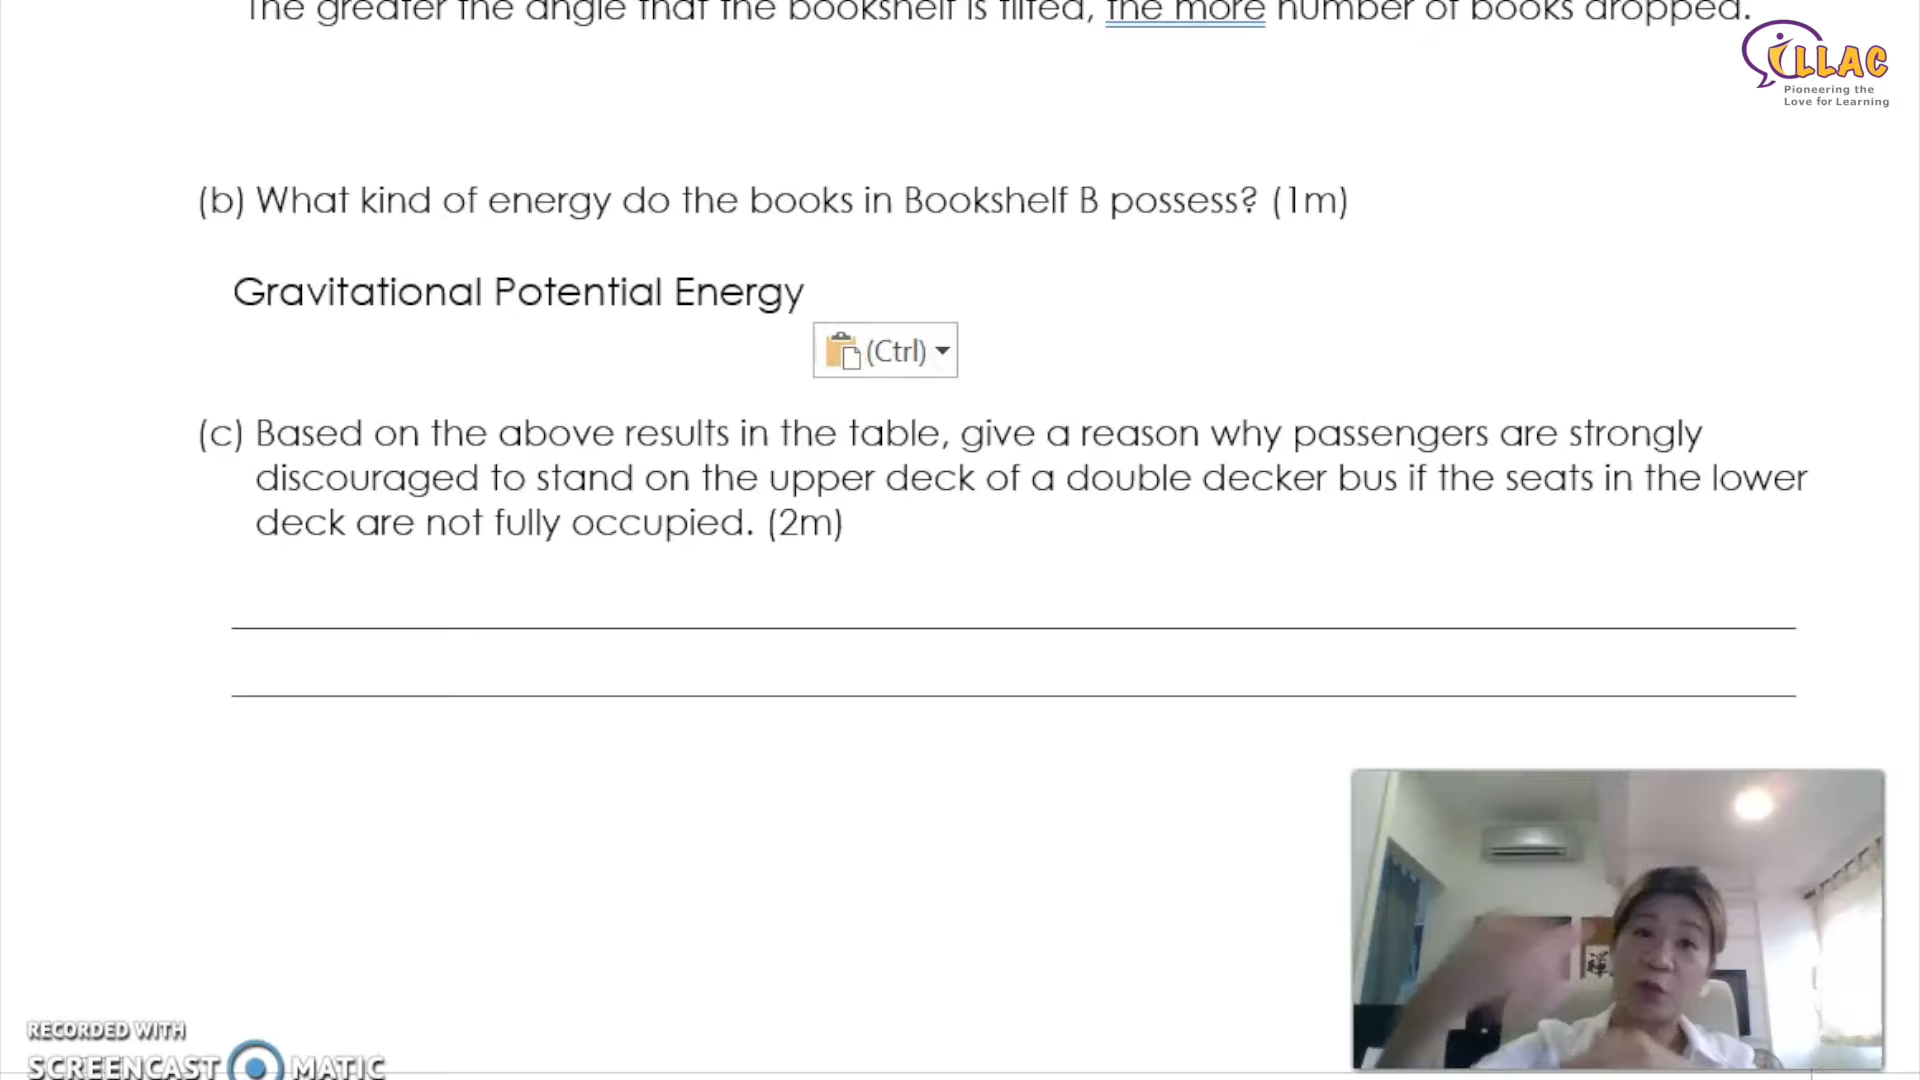 The greater the angle that the bookshelf is tilted, the more number of books dropped.
iLLAC
Pioneering the
Love for Learning
(b) What kind of energy do the books in Bookshelf B possess? (1m)
Gravitational Potential Energy
(Ctrl)
(c) Based on the above results in the table, give a reason why passengers are strongly
discouraged to stand on the upper deck of a double decker bus if the seats in the lower
deck are not fully occupied. (2m)
禪
RECORDED WITH
SCREENCAST MATIC